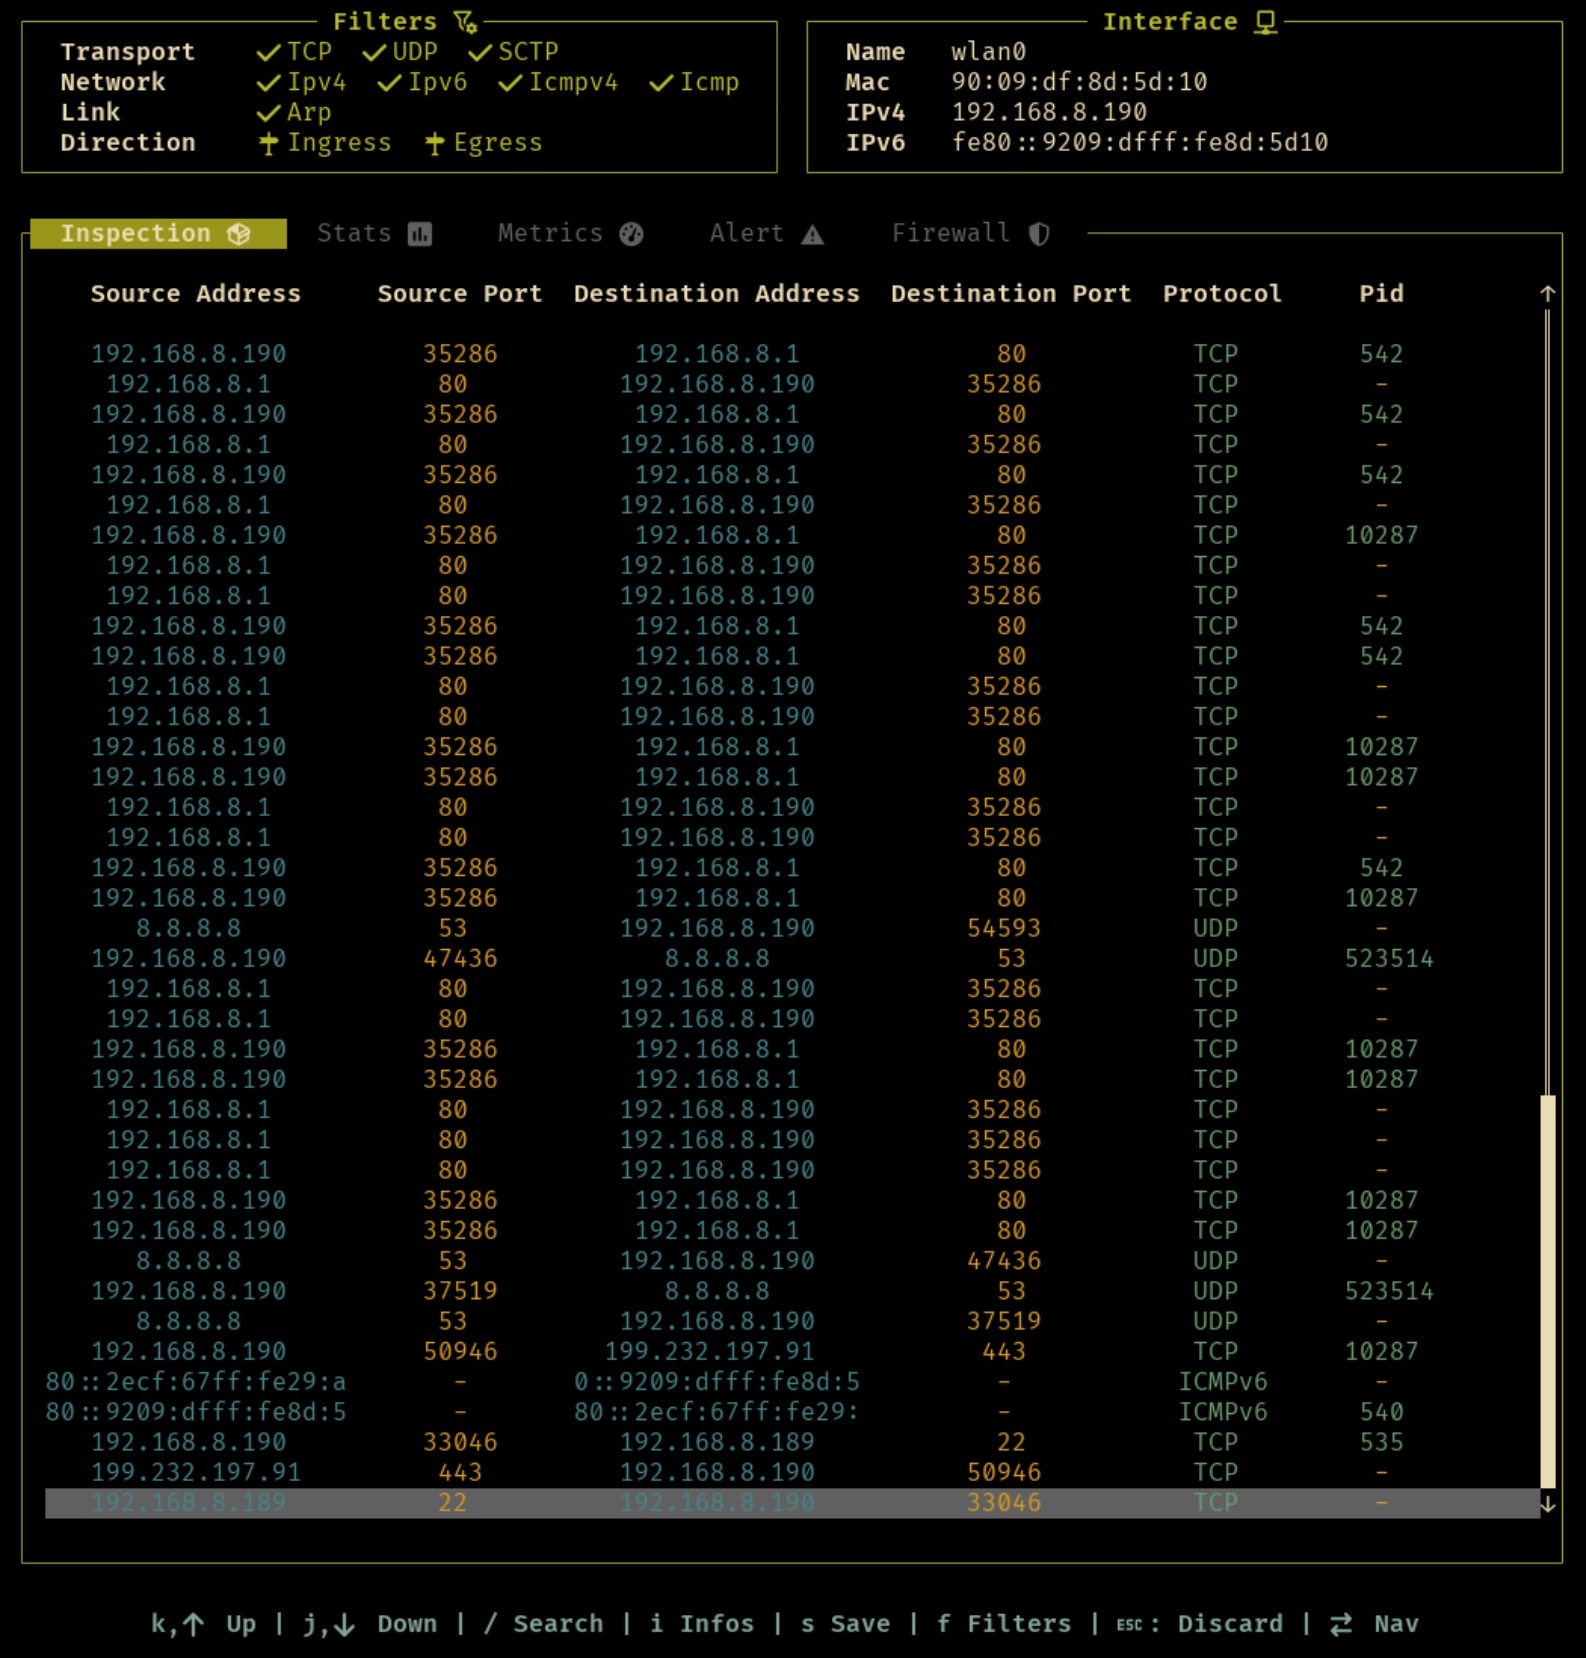 Filters
Transport TCP UDP SCTP
Network Ipv4 Ipv6 Icmpv4 Icmp
Link Arp
Direction Ingress Egress
Interface
Name wlan0
Mac 90:09:df:8d:5d:10
IPv4 192.168.8.190
IPv6 fe80::9209:dfff:fe8d:5d10
Inspection Stats Metrics Alert Firewall
Source Address Source Port Destination Address Destination Port Protocol Pid ↑
192.168.8.190 35286 192.168.8.1 80 TCP 542
192.168.8.1 80 192.168.8.190 35286 TCP -
192.168.8.190 35286 192.168.8.1 80 TCP 542
192.168.8.1 80 192.168.8.190 35286 TCP -
192.168.8.190 35286 192.168.8.1 80 TCP 542
192.168.8.1 80 192.168.8.190 35286 TCP -
192.168.8.190 35286 192.168.8.1 80 TCP 10287
192.168.8.1 80 192.168.8.190 35286 TCP -
192.168.8.1 80 192.168.8.190 35286 TCP -
192.168.8.190 35286 192.168.8.1 80 TCP 542
192.168.8.190 35286 192.168.8.1 80 TCP 542
192.168.8.1 80 192.168.8.190 35286 TCP -
192.168.8.1 80 192.168.8.190 35286 TCP -
192.168.8.190 35286 192.168.8.1 80 TCP 10287
192.168.8.190 35286 192.168.8.1 80 TCP 10287
192.168.8.1 80 192.168.8.190 35286 TCP -
192.168.8.1 80 192.168.8.190 35286 TCP -
192.168.8.190 35286 192.168.8.1 80 TCP 542
192.168.8.190 35286 192.168.8.1 80 TCP 10287
8.8.8.8 53 192.168.8.190 54593 UDP -
192.168.8.190 47436 8.8.8.8 53 UDP 523514
192.168.8.1 80 192.168.8.190 35286 TCP -
192.168.8.1 80 192.168.8.190 35286 TCP -
192.168.8.190 35286 192.168.8.1 80 TCP 10287
192.168.8.190 35286 192.168.8.1 80 TCP 10287
192.168.8.1 80 192.168.8.190 35286 TCP -
192.168.8.1 80 192.168.8.190 35286 TCP -
192.168.8.1 80 192.168.8.190 35286 TCP -
192.168.8.190 35286 192.168.8.1 80 TCP 10287
192.168.8.190 35286 192.168.8.1 80 TCP 10287
8.8.8.8 53 192.168.8.190 47436 UDP -
192.168.8.190 37519 8.8.8.8 53 UDP 523514
8.8.8.8 53 192.168.8.190 37519 UDP -
192.168.8.190 50946 199.232.197.91 443 TCP 10287
80::2ecf:67ff:fe29:a - 0::9209:dfff:fe8d:5 - ICMPv6 -
80::9209:dfff:fe8d:5 - 80::2ecf:67ff:fe29: - ICMPv6 540
192.168.8.190 33046 192.168.8.189 22 TCP 535
199.232.197.91 443 192.168.8.190 50946 TCP -
192.168.8.189 22 192.168.8.190 33046 TCP - ↓
k,↑ Up | j,↓ Down | / Search | i Infos | s Save | f Filters | ESC: Discard | ⇄ Nav